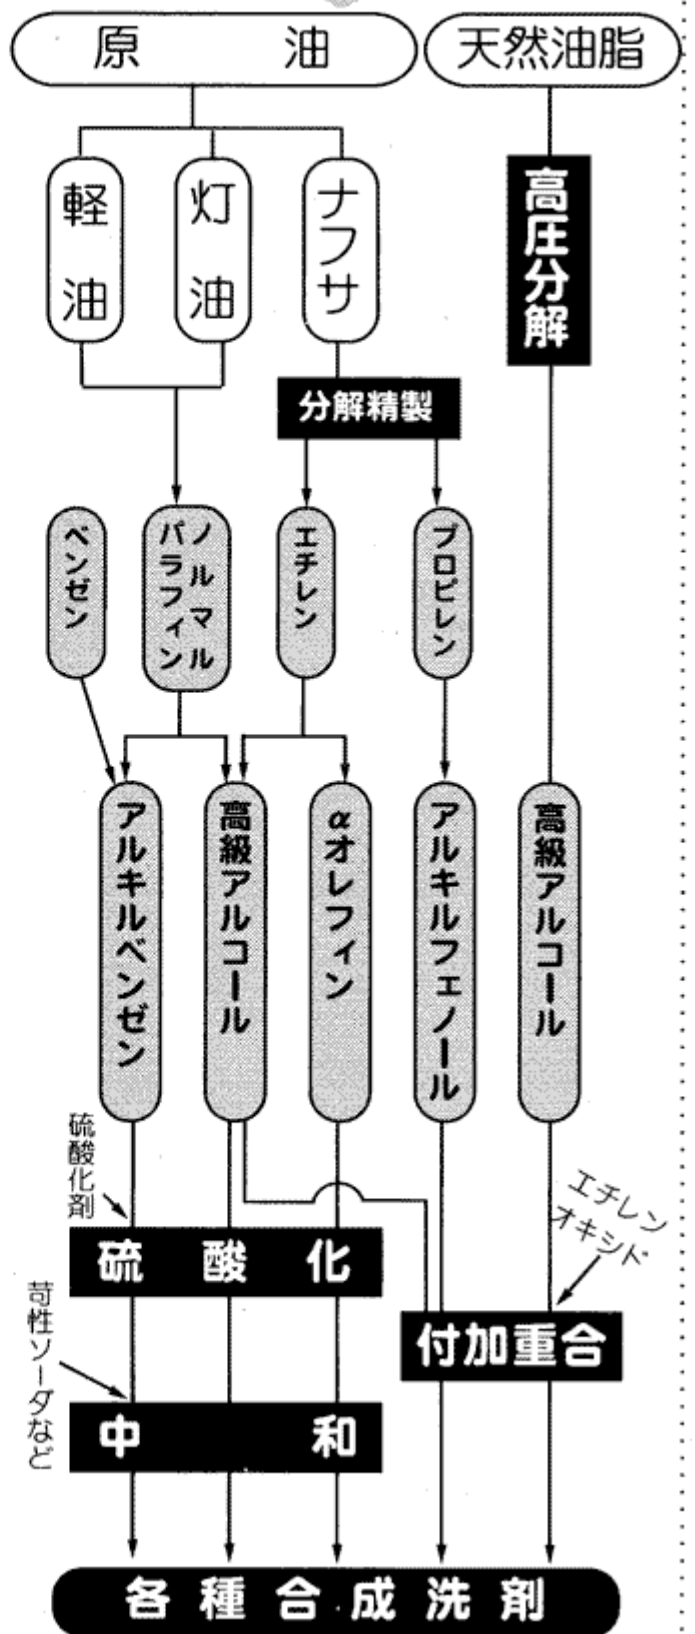 原油
天然油脂
軽油
灯油
ナフサ
高圧分解
分解精製
ベンゼン
ノルマル
パラフィン
エチレン
プロピレン
アルキルベンゼン
高級アルコール
αオレフィン
アルキルフェノール
高級アルコール
硫酸化剤
エチレン
オキシド
硫酸化
苛性ソーダなど
付加重合
中和
各種合成洗剤